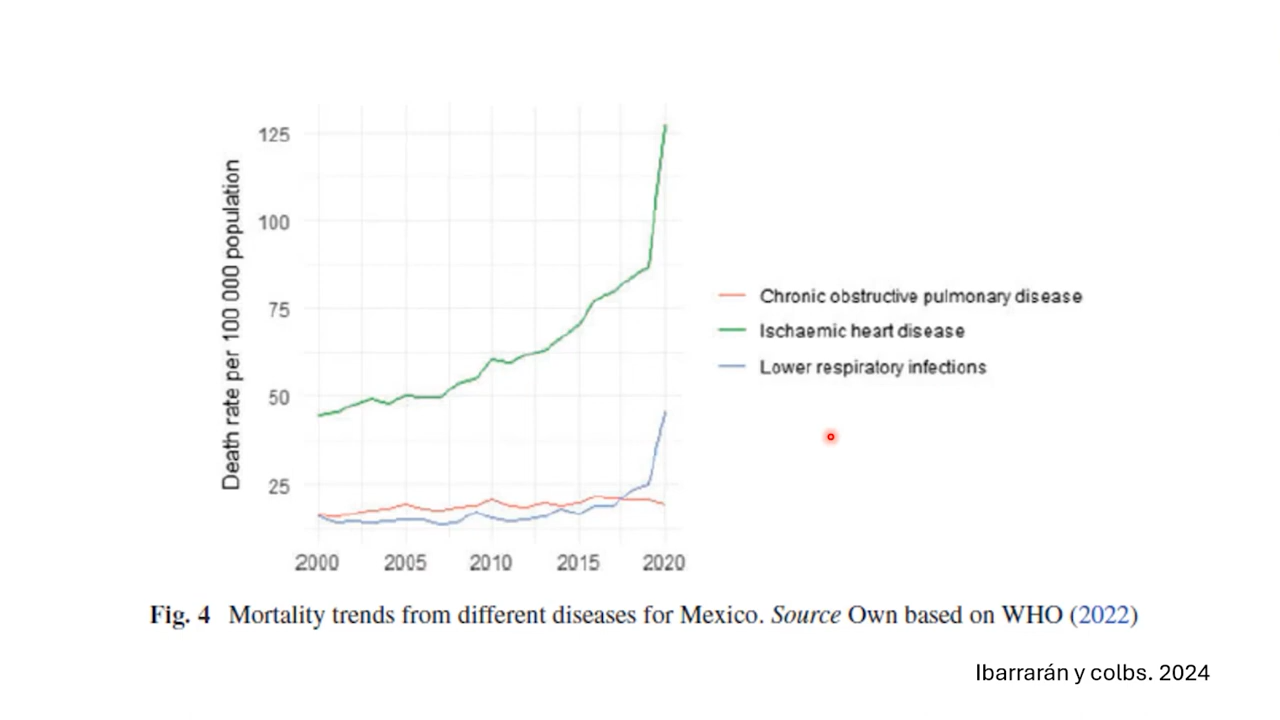 Death rate per 100 000 population
125
100
75
50
25
2000 2005 2010 2015 2020
Chronic obstructive pulmonary disease
Ischaemic heart disease
Lower respiratory infections
Fig. 4 Mortality trends from different diseases for Mexico. Source Own based on WHO (2022)
Ibarrarán y colbs. 2024